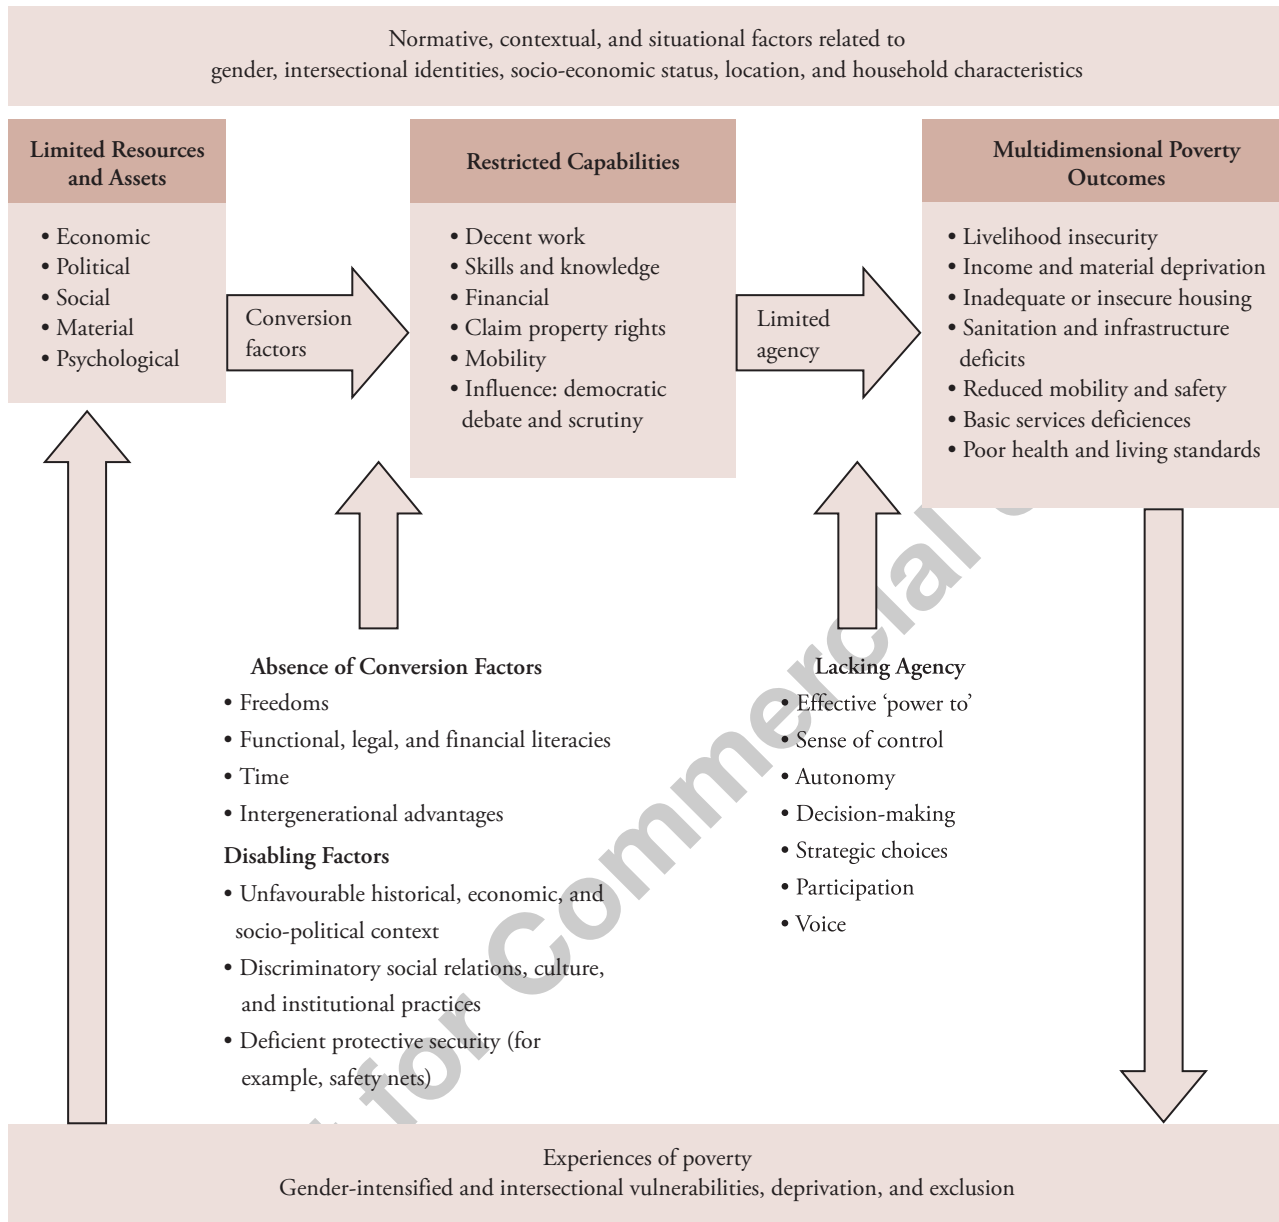 Normative, contextual, and situational factors related to
gender, intersectional identities, socio-economic status, location, and household characteristics
Limited Resources
and Assets
• Economic
• Political
• Social
• Material
• Psychological
Conversion
factors
Restricted Capabilities
• Decent work
• Skills and knowledge
• Financial
• Claim property rights
• Mobility
• Influence: democratic
debate and scrutiny
Limited
agency
Multidimensional Poverty
Outcomes
• Livelihood insecurity
• Income and material deprivation
• Inadequate or insecure housing
• Sanitation and infrastructure
deficits
• Reduced mobility and safety
• Basic services deficiences
• Poor health and living standards
Absence of Conversion Factors
• Freedoms
• Functional, legal, and financial literacies
• Time
• Intergenerational advantages
Disabling Factors
• Unfavourable historical, economic, and
socio-political context
• Discriminatory social relations, culture,
and institutional practices
• Deficient protective security (for
example, safety nets)
Lacking Agency
• Effective ‘power to’
• Sense of control
• Autonomy
• Decision-making
• Strategic choices
• Participation
• Voice
for Commercial
Experiences of poverty
Gender-intensified and intersectional vulnerabilities, deprivation, and exclusion